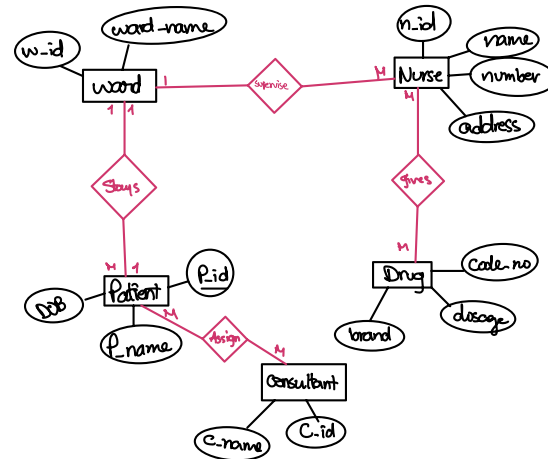 ward_name
n_id
w_id
name
ward
1
Supervise
M
Nurse
number
1 1
M
address
Stays
gives
M 1
M
P_id
Drug
Code_no
DOB
Patient
M
dosage
P_name
Assign
M
brand
Consultant
C_name
C_id